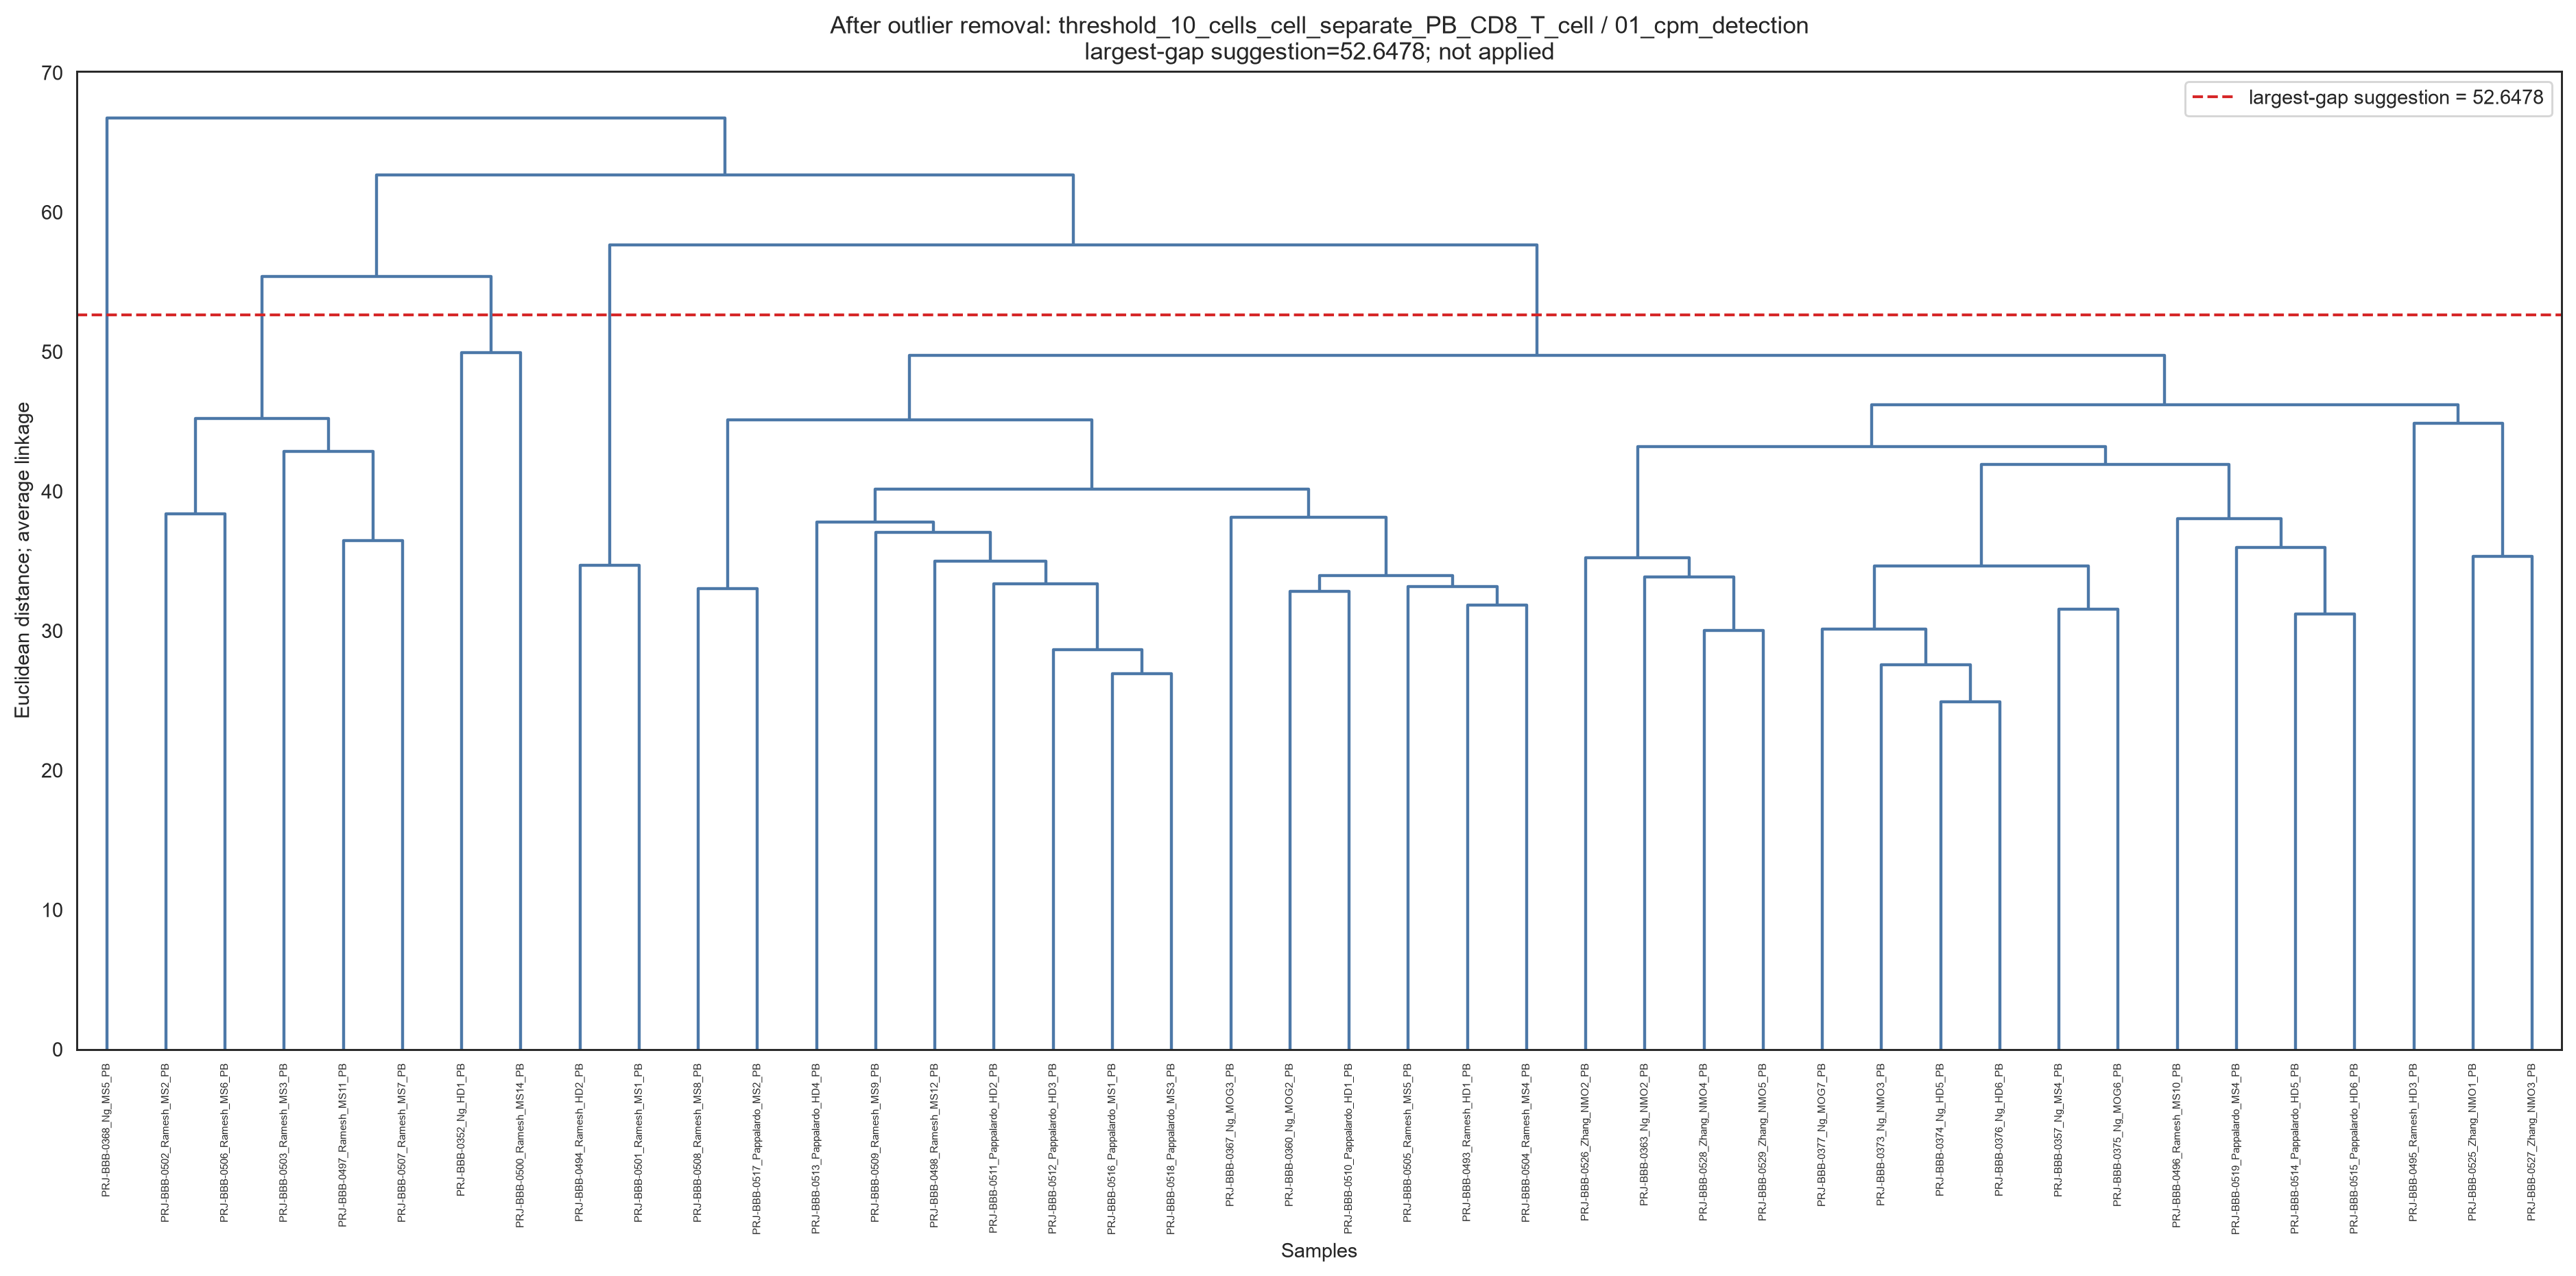 After outlier removal: threshold_10_cells_cell_separate_PB_CD8_T_cell / 01_cpm_detection
largest-gap suggestion=52.6478; not applied
largest-gap suggestion = 52.6478
Euclidean distance; average linkage
70
60
50
40
30
20
10
0
PRJ-BBB-0368_Ng_MS5_PB
PRJ-BBB-0502_Ramesh_MS2_PB
PRJ-BBB-0506_Ramesh_MS6_PB
PRJ-BBB-0503_Ramesh_MS3_PB
PRJ-BBB-0497_Ramesh_MS11_PB
PRJ-BBB-0507_Ramesh_MS7_PB
PRJ-BBB-0352_Ng_HD1_PB
PRJ-BBB-0500_Ramesh_MS14_PB
PRJ-BBB-0494_Ramesh_HD2_PB
PRJ-BBB-0501_Ramesh_MS1_PB
PRJ-BBB-0508_Ramesh_MS8_PB
PRJ-BBB-0517_Pappalardo_MS2_PB
PRJ-BBB-0513_Pappalardo_HD4_PB
PRJ-BBB-0509_Ramesh_MS9_PB
PRJ-BBB-0498_Ramesh_MS12_PB
PRJ-BBB-0511_Pappalardo_HD2_PB
PRJ-BBB-0512_Pappalardo_HD3_PB
PRJ-BBB-0516_Pappalardo_MS1_PB
PRJ-BBB-0518_Pappalardo_MS3_PB
PRJ-BBB-0367_Ng_MOG3_PB
PRJ-BBB-0360_Ng_MOG2_PB
PRJ-BBB-0510_Pappalardo_HD1_PB
PRJ-BBB-0505_Ramesh_MS5_PB
PRJ-BBB-0493_Ramesh_HD1_PB
PRJ-BBB-0504_Ramesh_MS4_PB
PRJ-BBB-0526_Zhang_NMO2_PB
PRJ-BBB-0363_Ng_NMO2_PB
PRJ-BBB-0528_Zhang_NMO4_PB
PRJ-BBB-0529_Zhang_NMO5_PB
PRJ-BBB-0377_Ng_MOG7_PB
PRJ-BBB-0373_Ng_NMO3_PB
PRJ-BBB-0374_Ng_HD5_PB
PRJ-BBB-0376_Ng_HD6_PB
PRJ-BBB-0357_Ng_MS4_PB
PRJ-BBB-0375_Ng_MOG6_PB
PRJ-BBB-0496_Ramesh_MS10_PB
PRJ-BBB-0519_Pappalardo_MS4_PB
PRJ-BBB-0514_Pappalardo_HD5_PB
PRJ-BBB-0515_Pappalardo_HD6_PB
PRJ-BBB-0495_Ramesh_HD3_PB
PRJ-BBB-0525_Zhang_NMO1_PB
PRJ-BBB-0527_Zhang_NMO3_PB
Samples